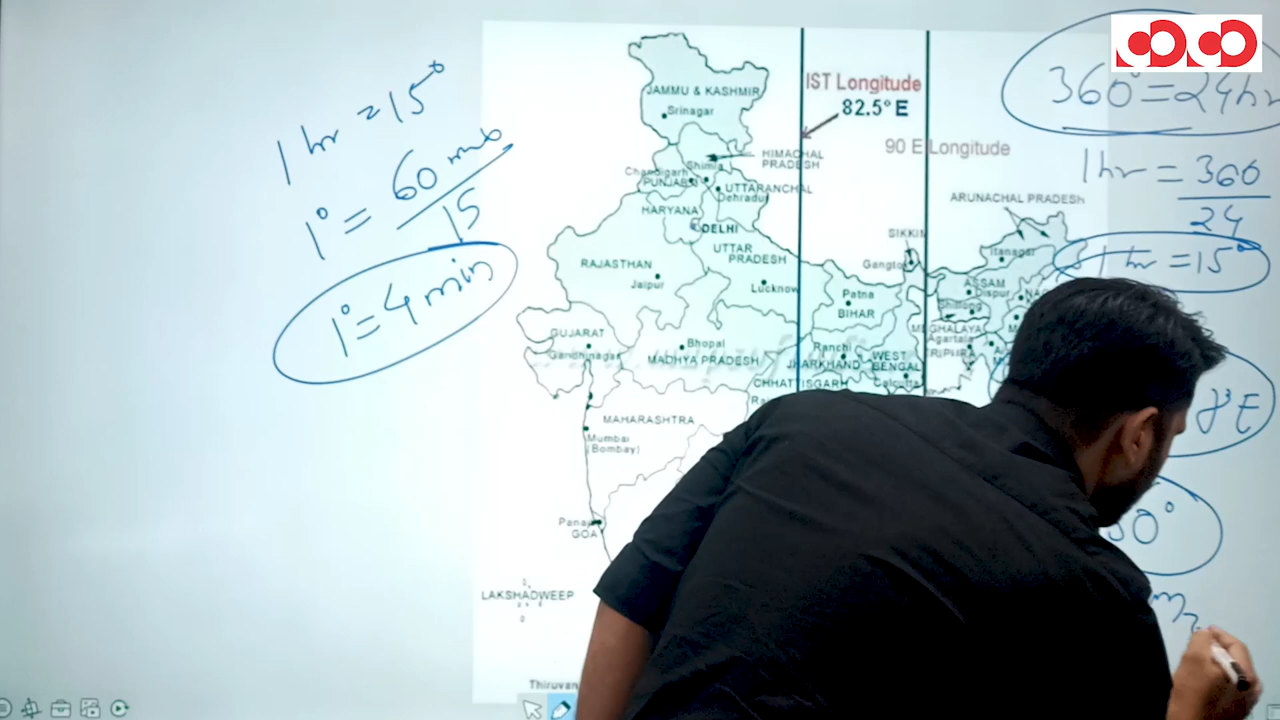 1 hr = 15°
1° = 60 min
15
1° = 4 min
360° = 24 hr
1 hr = 360
24
1 hr = 15°
8°E
30°
IST Longitude
82.5° E
90 E Longitude
JAMMU & KASHMIR
Srinagar
HIMACHAL
PRADESH
Shimla
Chandigarh
PUNJAB
UTTARANCHAL
Dehradun
HARYANA
DELHI
ARUNACHAL PRADESH
SIKKIM
Itanagar
Gangtok
UTTAR
PRADESH
RAJASTHAN
Jaipur
Lucknow
ASSAM
Dispur
Shillong
Patna
BIHAR
MEGHALAYA
Agartala
TRIPURA
GUJARAT
Gandhinagar
Bhopal
MADHYA PRADESH
Ranchi
JHARKHAND
WEST
BENGAL
Calcutta
CHHATTISGARH
MAHARASHTRA
Mumbai
(Bombay)
GOA
LAKSHADWEEP
Thiruvan